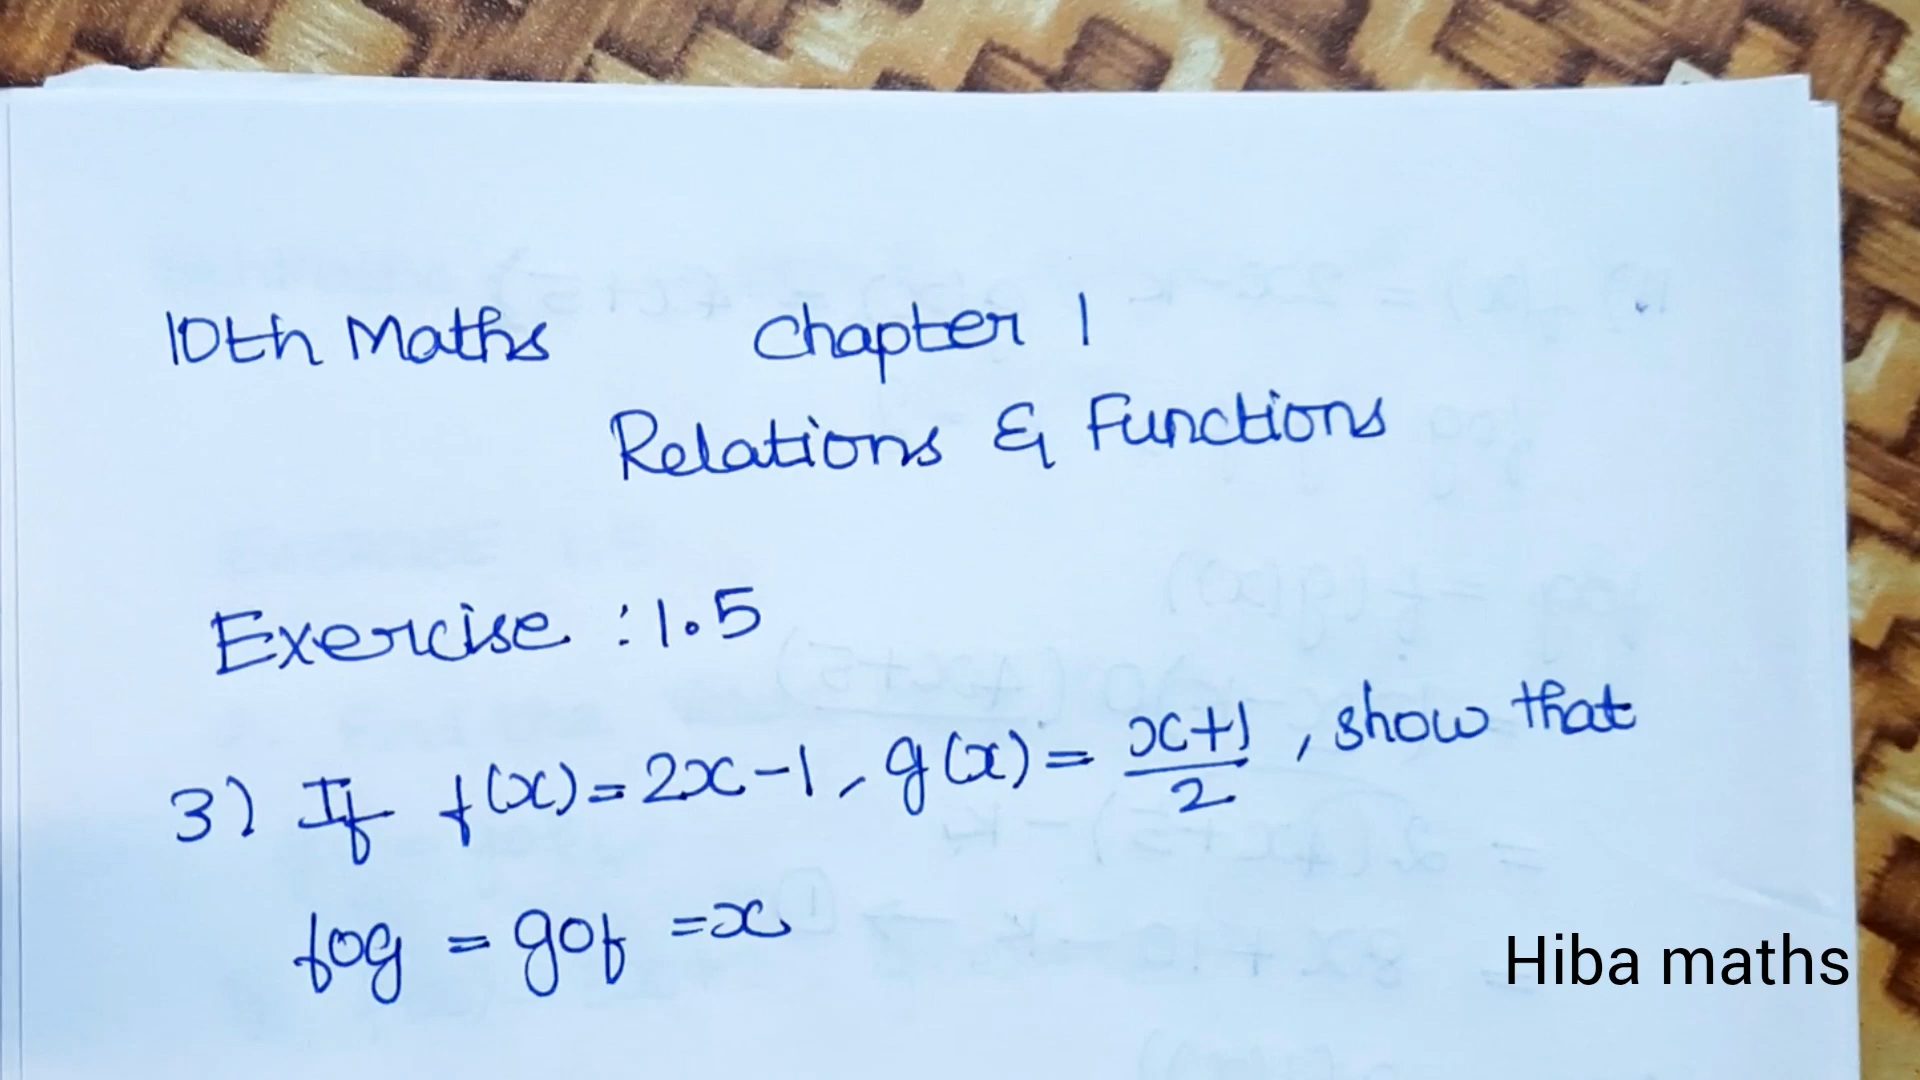 10th Maths Chapter 1
Relations & Functions
Exercise : 1.5
3) If f(x) = 2x-1, g(x) = x+1/2, show that
fog = gof = x
Hiba maths